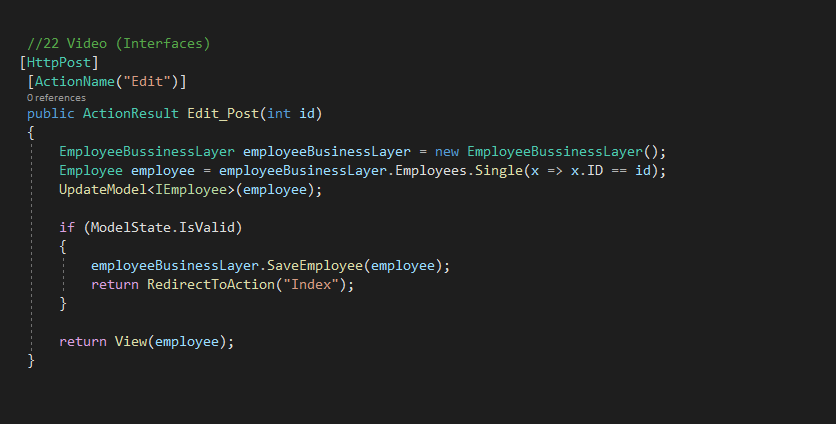 //22 Video (Interfaces)
[HttpPost]
[ActionName("Edit")]
0 references
public ActionResult Edit_Post(int id)
{
EmployeeBussinessLayer employeeBusinessLayer = new EmployeeBussinessLayer();
Employee employee = employeeBusinessLayer.Employees.Single(x => x.ID == id);
UpdateModel<IEmployee>(employee);
if (ModelState.IsValid)
{
employeeBusinessLayer.SaveEmployee(employee);
return RedirectToAction("Index");
}
return View(employee);
}